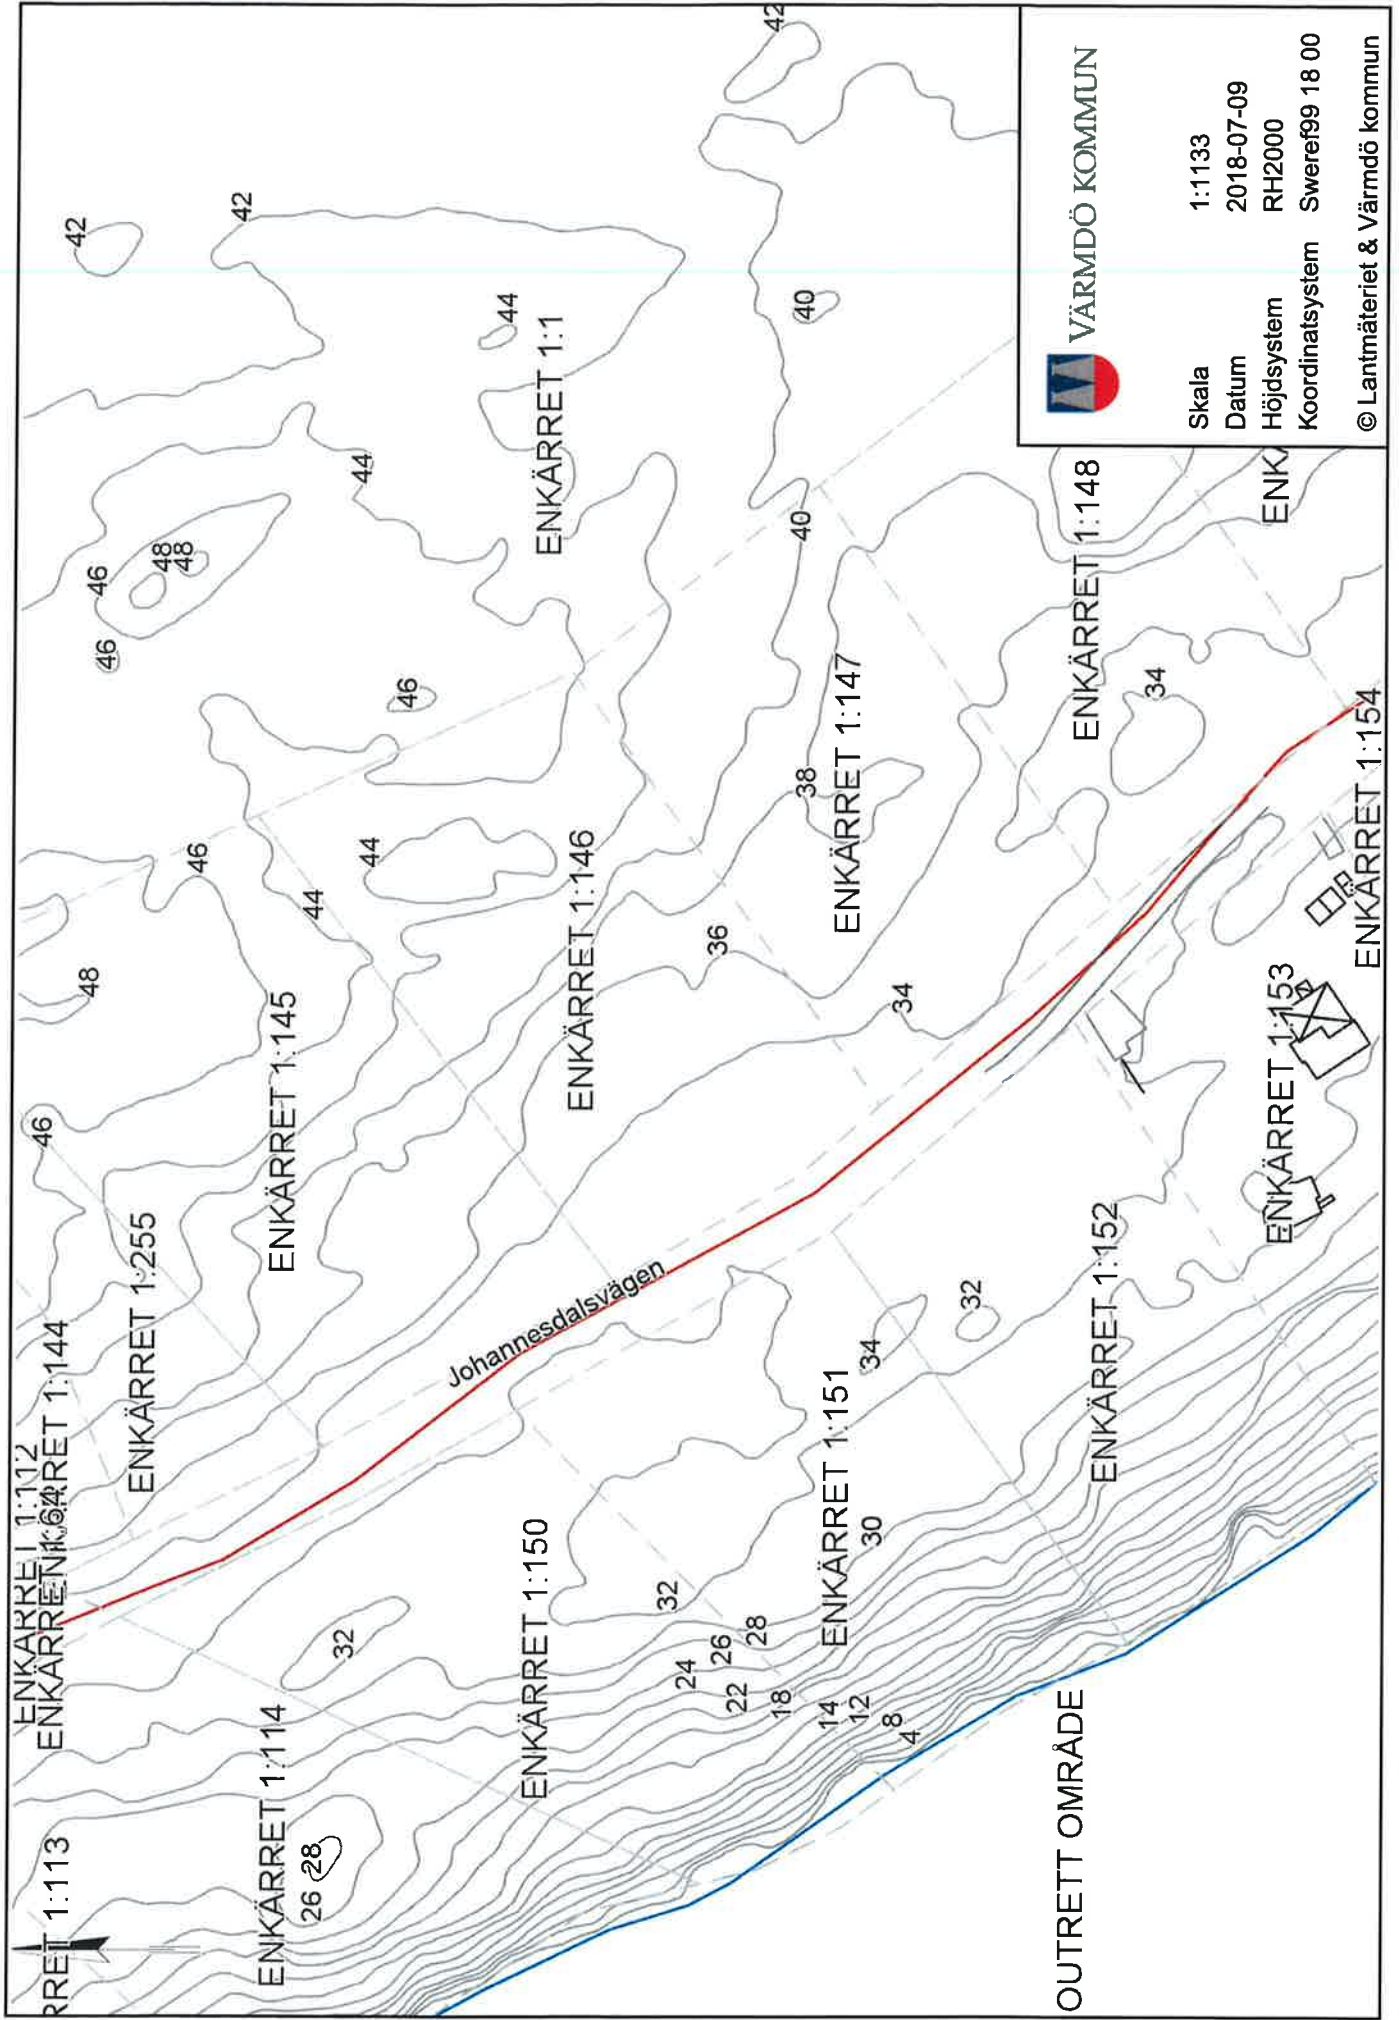 VÄRMDÖ KOMMUN
Skala 1:1133
Datum 2018-07-09
Höjdsystem RH2000
Koordinatsystem Sweref99 18 00
© Lantmäteriet & Värmdö kommun
RRET 1:113
ENKÄRRET 1:112
ENKÄRRET 1:144
ENKÄRRET 1:255
ENKÄRRET 1:114
ENKÄRRET 1:145
ENKÄRRET 1:150
ENKÄRRET 1:146
ENKÄRRET 1:1
Johannesdalsvägen
ENKÄRRET 1:151
ENKÄRRET 1:147
ENKÄRRET 1:152
ENKÄRRET 1:148
ENKÄRRET 1:153
ENKÄ
ENKÄRRET 1:154
OUTRETT OMRÅDE
42
42
42
44
40
44
46
48
48
46
46
40
34
38
46
44
44
48
36
34
46
32
34
30
32
32
28
26
24
22
18
14
12
8
4
28
26